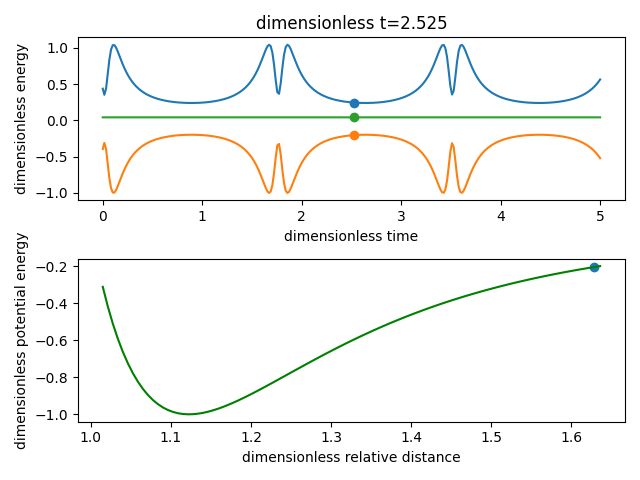 dimensionless t=2.525
dimensionless energy
1.0
0.5
0.0
−0.5
−1.0
0 1 2 3 4 5
dimensionless time
dimensionless potential energy
−0.2
−0.4
−0.6
−0.8
−1.0
1.0 1.1 1.2 1.3 1.4 1.5 1.6
dimensionless relative distance